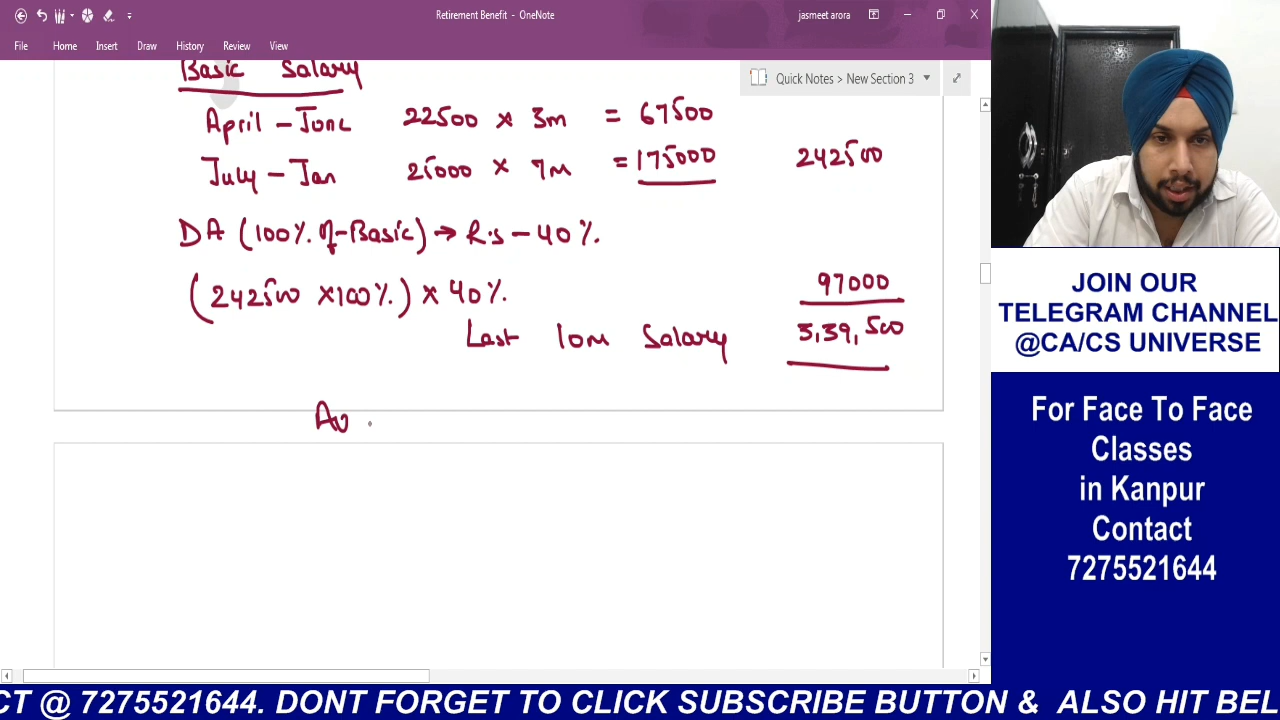 Retirement Benefit - OneNote
jasmeet arora
File Home Insert Draw History Review View
Quick Notes > New Section 3
Basic Salary
April - June 22500 × 3m = 67500
July - Jan 25000 × 7m = 175000 242500
DA (100% of Basic) → R.s - 40%.
(242500 ×100%) × 40% 97000
Last 10m Salary 3,39,500
Av
JOIN OUR
TELEGRAM CHANNEL
@CA/CS UNIVERSE
For Face To Face
Classes
in Kanpur
Contact
7275521644
CT @ 7275521644. DONT FORGET TO CLICK SUBSCRIBE BUTTON & ALSO HIT BEL